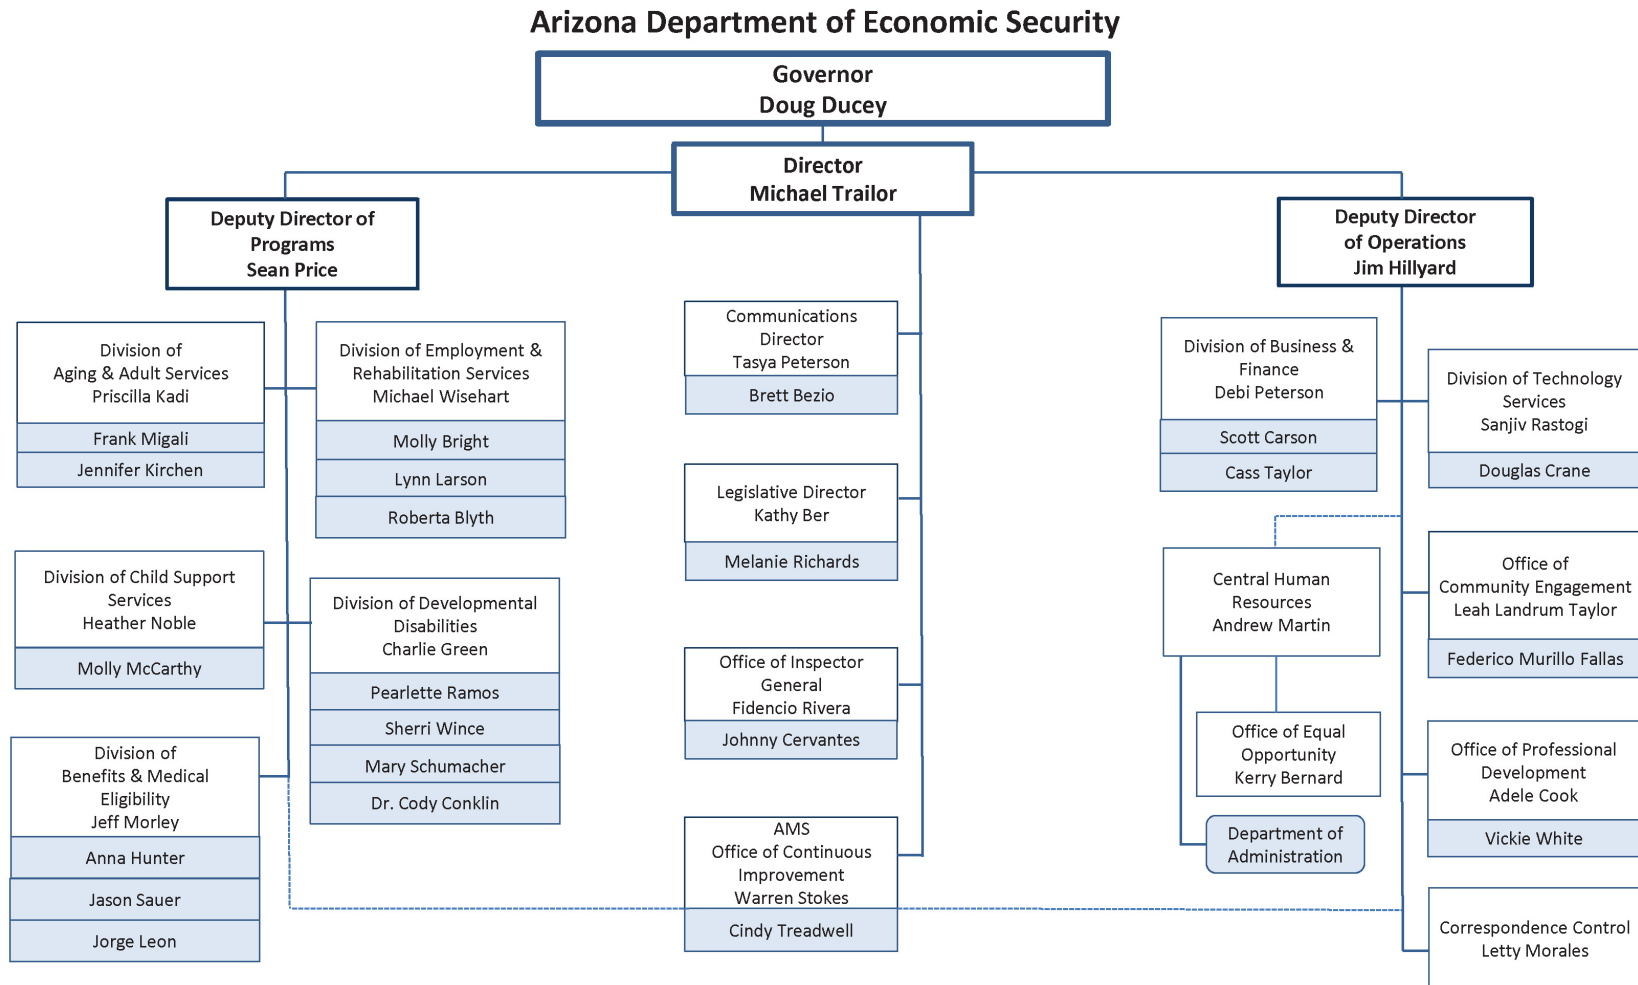 Arizona Department of Economic Security
Governor
Doug Ducey
Director
Michael Trailor
Deputy Director of
Programs
Sean Price
Deputy Director
of Operations
Jim Hillyard
Division of
Aging & Adult Services
Priscilla Kadi
Frank Migali
Jennifer Kirchen
Division of Employment &
Rehabilitation Services
Michael Wisehart
Molly Bright
Lynn Larson
Roberta Blyth
Division of Child Support
Services
Heather Noble
Molly McCarthy
Division of Developmental
Disabilities
Charlie Green
Pearlette Ramos
Sherri Wince
Mary Schumacher
Dr. Cody Conklin
Division of
Benefits & Medical
Eligibility
Jeff Morley
Anna Hunter
Jason Sauer
Jorge Leon
Communications
Director
Tasya Peterson
Brett Bezio
Legislative Director
Kathy Ber
Melanie Richards
Office of Inspector
General
Fidencio Rivera
Johnny Cervantes
AMS
Office of Continuous
Improvement
Warren Stokes
Cindy Treadwell
Division of Business &
Finance
Debi Peterson
Scott Carson
Cass Taylor
Division of Technology
Services
Sanjiv Rastogi
Douglas Crane
Central Human
Resources
Andrew Martin
Office of Equal
Opportunity
Kerry Bernard
Department of
Administration
Office of
Community Engagement
Leah Landrum Taylor
Federico Murillo Fallas
Office of Professional
Development
Adele Cook
Vickie White
Correspondence Control
Letty Morales